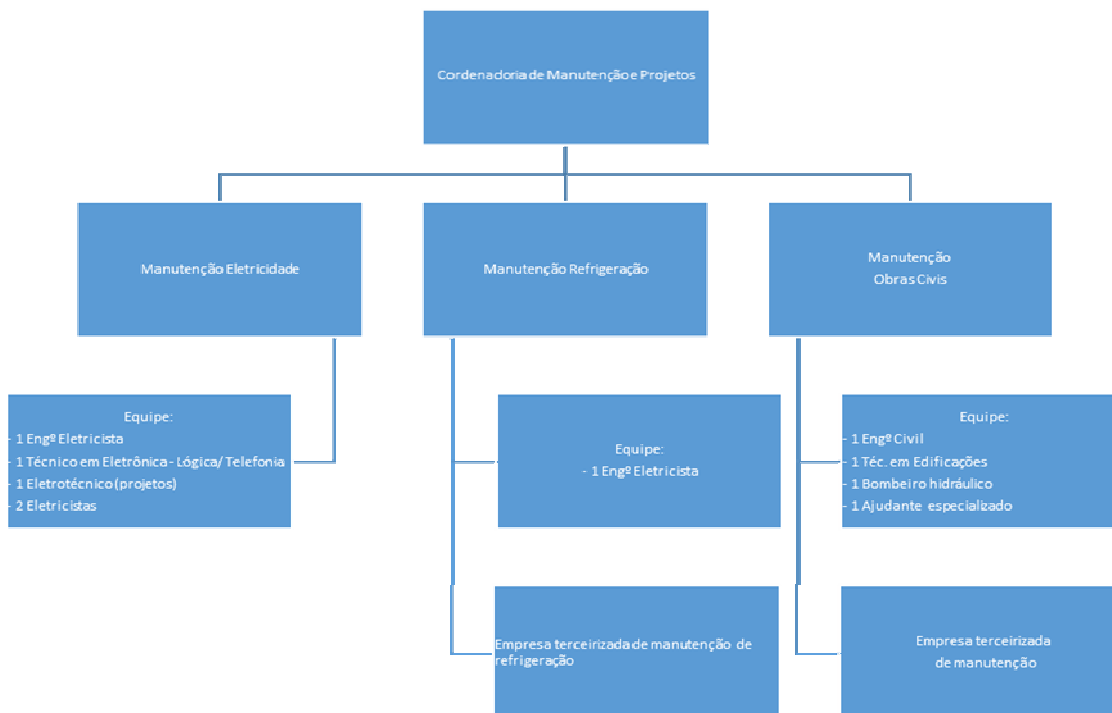 Cordenadoria de Manutenção e Projetos
Manutenção Eletricidade
Manutenção Refrigeração
Manutenção
Obras Civis
Equipe:
- 1 Engº Eletricista
- 1 Técnico em Eletrônica - Lógica/ Telefonia
- 1 Eletrotécnico (projetos)
- 2 Eletricistas
Equipe:
- 1 Engº Eletricista
Equipe:
- 1 Engº Civil
- 1 Téc. em Edificações
- 1 Bombeiro hidráulico
- 1 Ajudante especializado
Empresa terceirizada de manutenção de
refrigeração
Empresa terceirizada
de manutenção